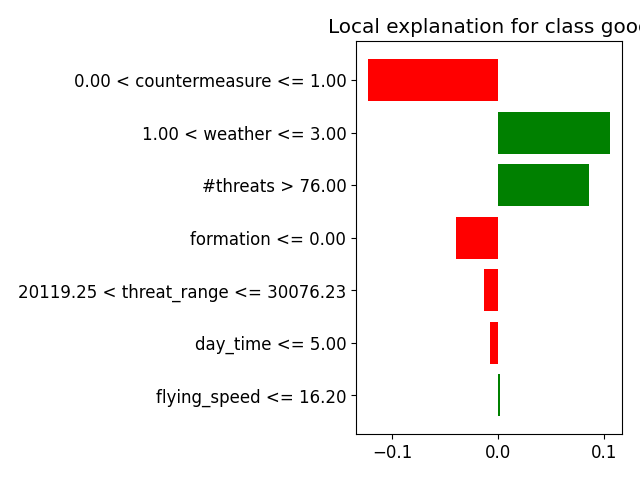 Local explanation for class good
0.00 < countermeasure <= 1.00
1.00 < weather <= 3.00
#threats > 76.00
formation <= 0.00
20119.25 < threat_range <= 30076.23
day_time <= 5.00
flying_speed <= 16.20
−0.1 0.0 0.1